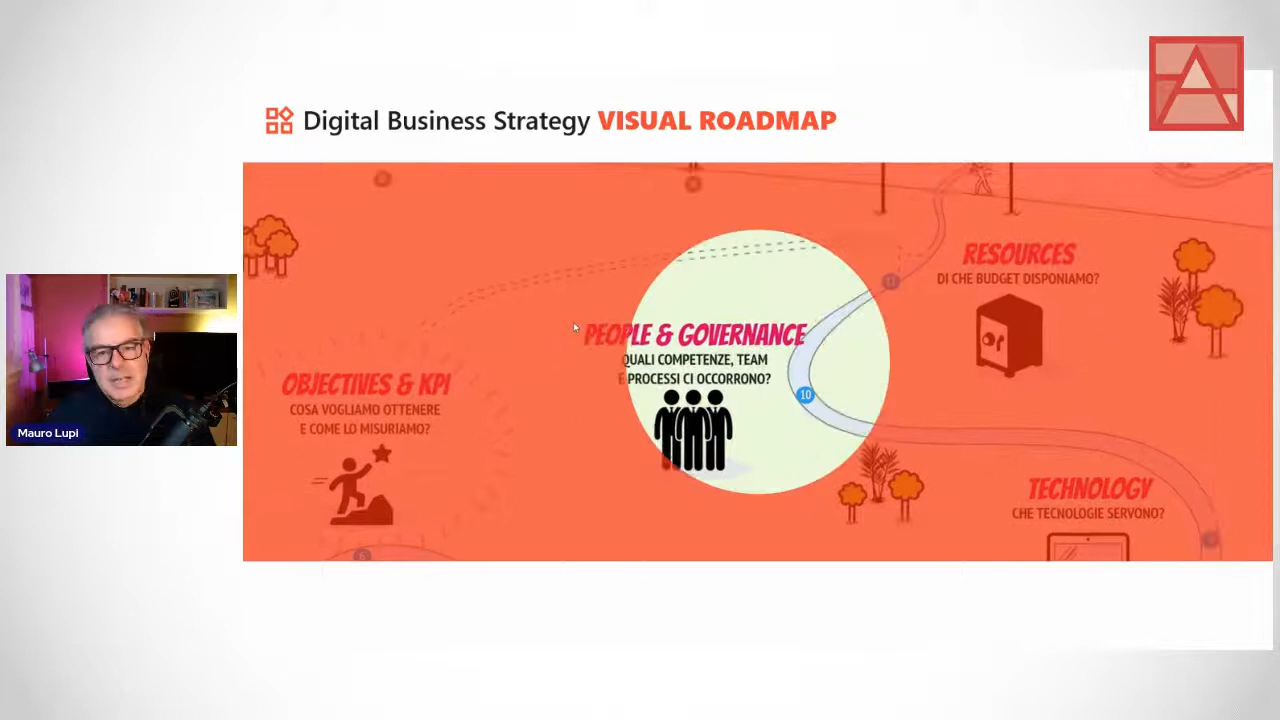 Digital Business Strategy VISUAL ROADMAP
RESOURCES
DI CHE BUDGET DISPONIAMO?
PEOPLE & GOVERNANCE
QUALI COMPETENZE, TEAM
E PROCESSI CI OCCORRONO?
10
OBJECTIVES & KPI
COSA VOGLIAMO OTTENERE
E COME LO MISURIAMO?
TECHNOLOGY
CHE TECNOLOGIE SERVONO?
Mauro Lupi